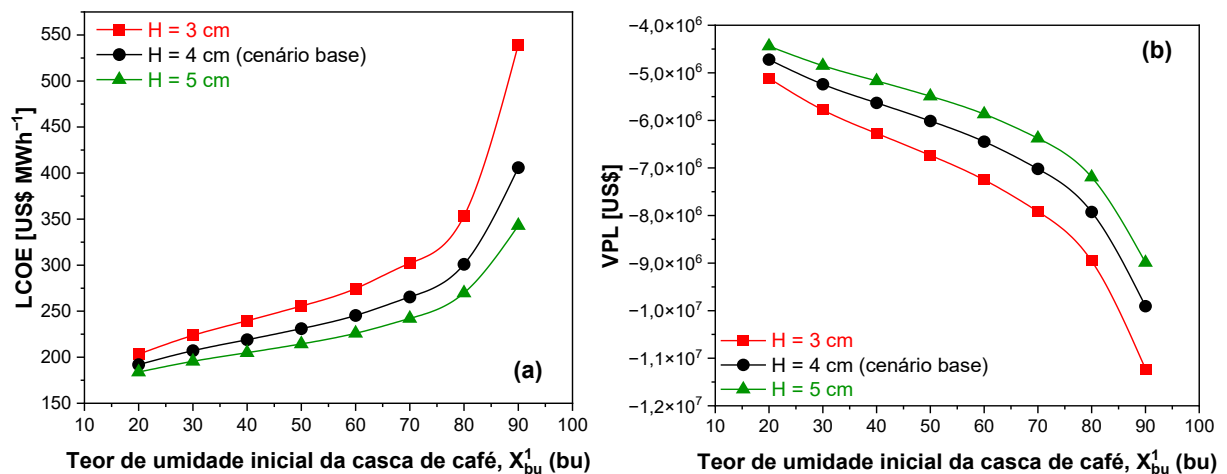 LCOE [US$ MWh⁻¹]
550
500
450
400
350
300
250
200
150
H = 3 cm
H = 4 cm (cenário base)
H = 5 cm
(a)
10 20 30 40 50 60 70 80 90 100
Teor de umidade inicial da casca de café, X¹bu (bu)
VPL [US$]
−4,0×10⁶
−5,0×10⁶
−6,0×10⁶
−7,0×10⁶
−8,0×10⁶
−9,0×10⁶
−1,0×10⁷
−1,1×10⁷
−1,2×10⁷
(b)
H = 3 cm
H = 4 cm (cenário base)
H = 5 cm
10 20 30 40 50 60 70 80 90 100
Teor de umidade inicial da casca de café, X¹bu (bu)